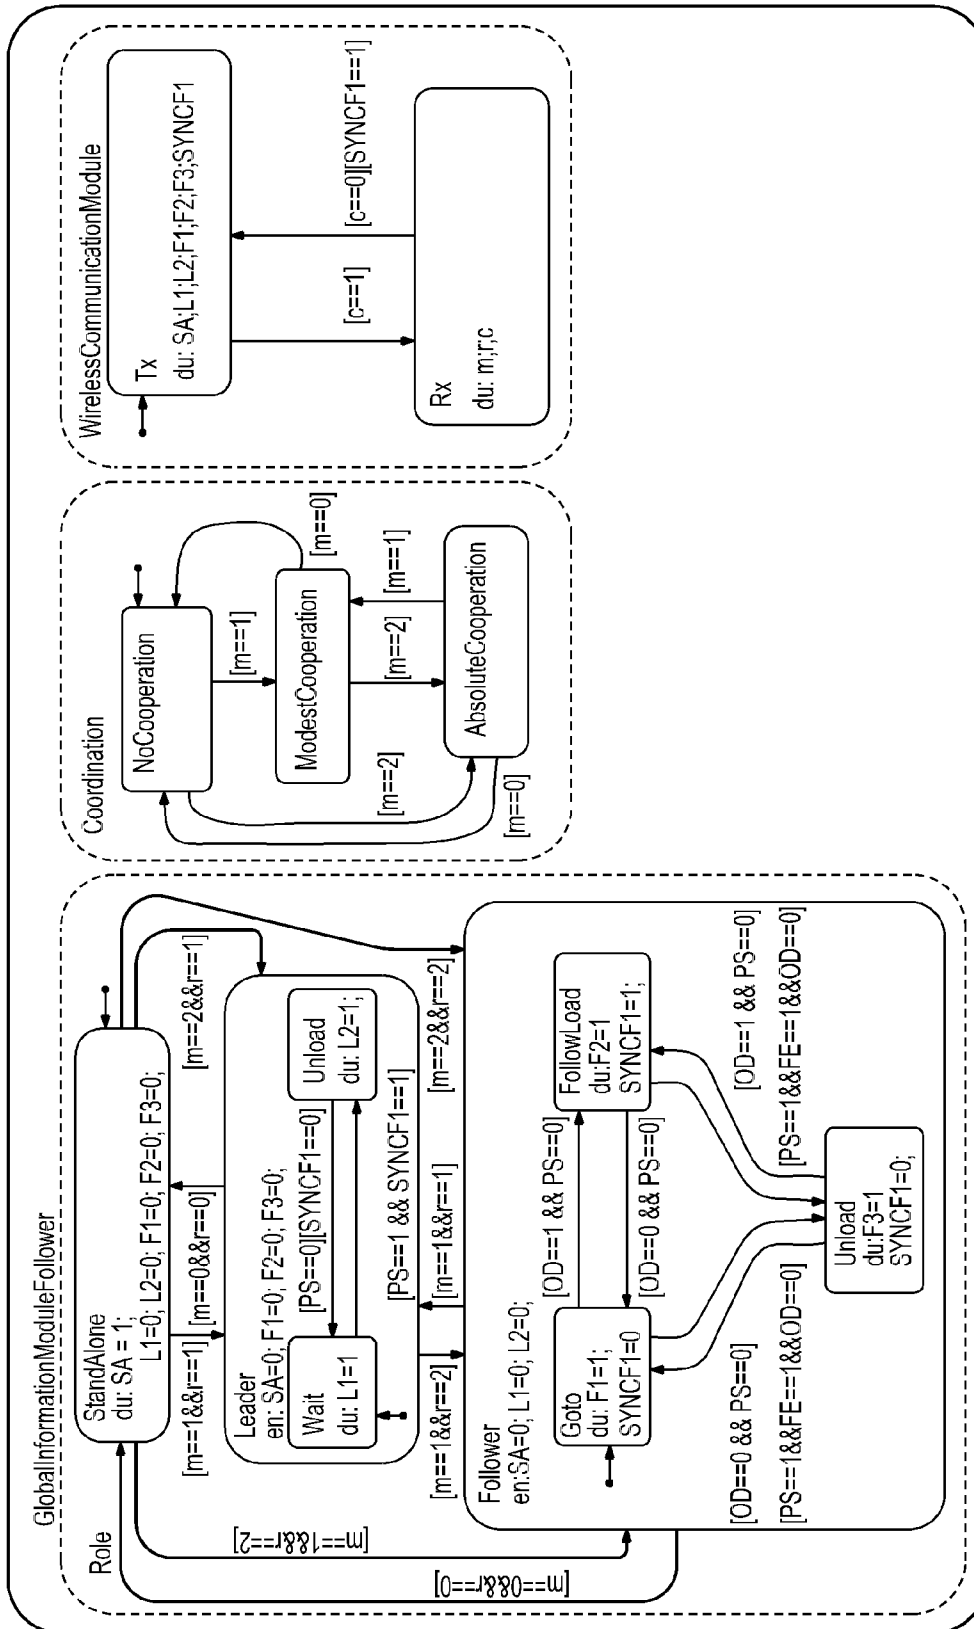 GlobalInformationModuleFollower
Role
StandAlone
du: SA = 1;
L1=0; L2=0; F1=0; F2=0; F3=0;
[m==1&&r==1]
[m==0&&r==0]
[m==2&&r==1]
[m==1&&r==2]
[m==0&&r==0]
Leader
en: SA=0; F1=0; F2=0; F3=0;
Wait
du: L1=1
[PS==0][SYNCF1==0]
Unload
du: L2=1;
[PS==1 && SYNCF1==1]
[m==1&&r==2]
[m==1&&r==1]
[m==2&&r==2]
Follower
en:SA=0; L1=0; L2=0;
Goto
du: F1=1;
SYNCF1=0
[OD==1 && PS==0]
[OD==0 && PS==0]
FollowLoad
du:F2=1
SYNCF1=1;
[OD==0 && PS==0]
[PS==1&&FE==1&&OD==0]
Unload
du:F3=1
SYNCF1=0;
[OD==1 && PS==0]
[PS==1&&FE==1&&OD==0]
Coordination
NoCooperation
[m==1]
[m==0]
ModestCooperation
[m==2]
[m==2]
[m==1]
AbsoluteCooperation
[m==0]
WirelessCommunicationModule
Tx
du: SA;L1;L2;F1;F2;F3;SYNCF1
[c==1]
[c==0][SYNCF1==1]
Rx
du: m;r;c